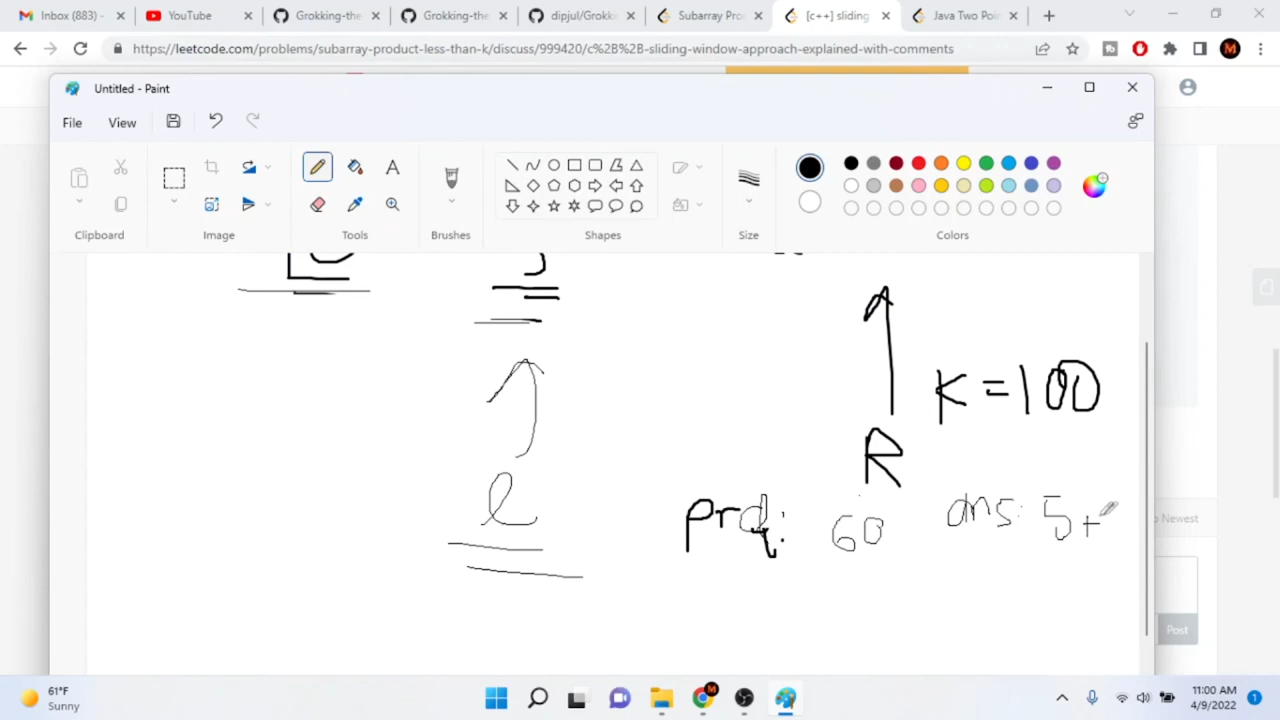 Inbox (883) -
YouTube
Grokking-the
Grokking-the
dipjul/Grokki
Subarray Pro
[c++] sliding
Java Two Poi
https://leetcode.com/problems/subarray-product-less-than-k/discuss/999420/c%2B%2B-sliding-window-approach-explained-with-comments
M
Untitled - Paint
File
View
A
Clipboard
Image
Tools
Brushes
Shapes
Size
Colors
K = 100
R
l
prd: 60 ans: 5+
Newest
Post
61°F
Sunny
M
11:00 AM
4/9/2022
1